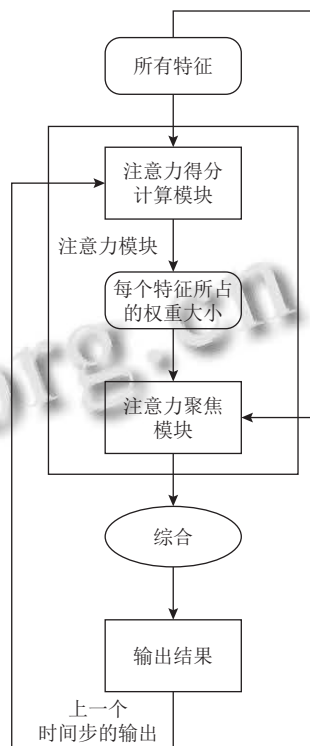 所有特征
注意力得分
计算模块
注意力模块
每个特征所占
的权重大小
org.cn
注意力聚焦
模块
综合
输出结果
上一个
时间步的输出